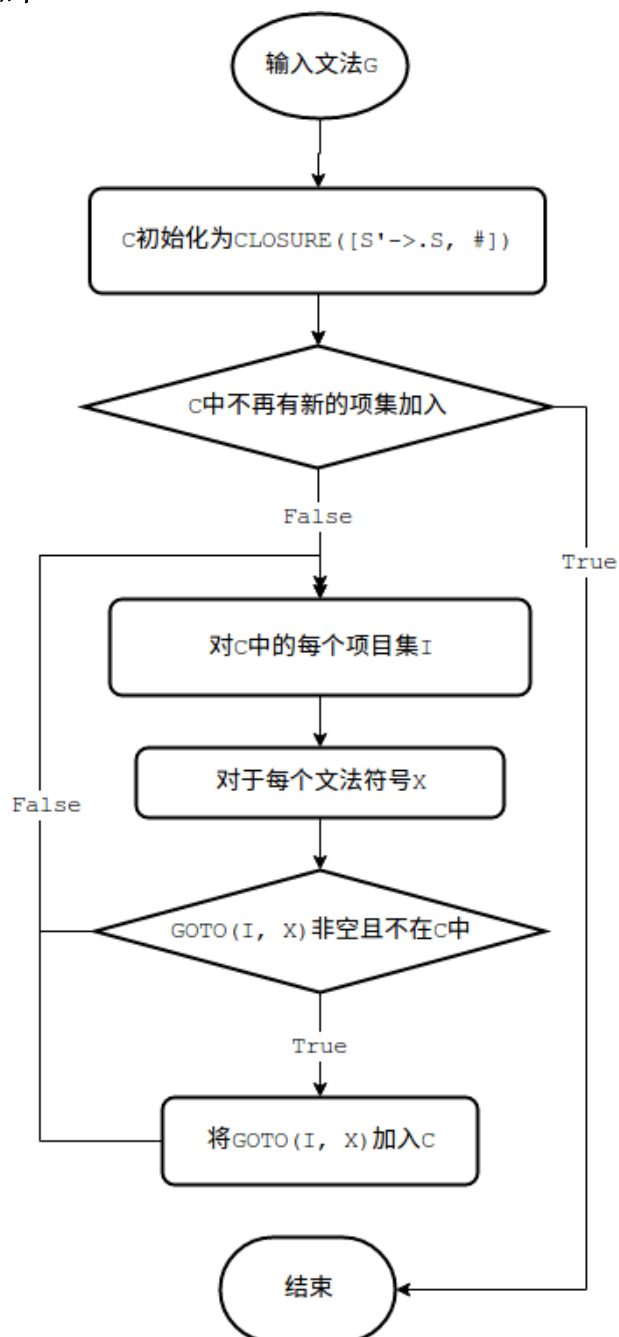 输入文法G
C初始化为CLOSURE([S'->.S, #])
C中不再有新的项集加入
False
True
对C中的每个项目集I
对于每个文法符号X
False
GOTO(I, X)非空且不在C中
True
将GOTO(I, X)加入C
结束